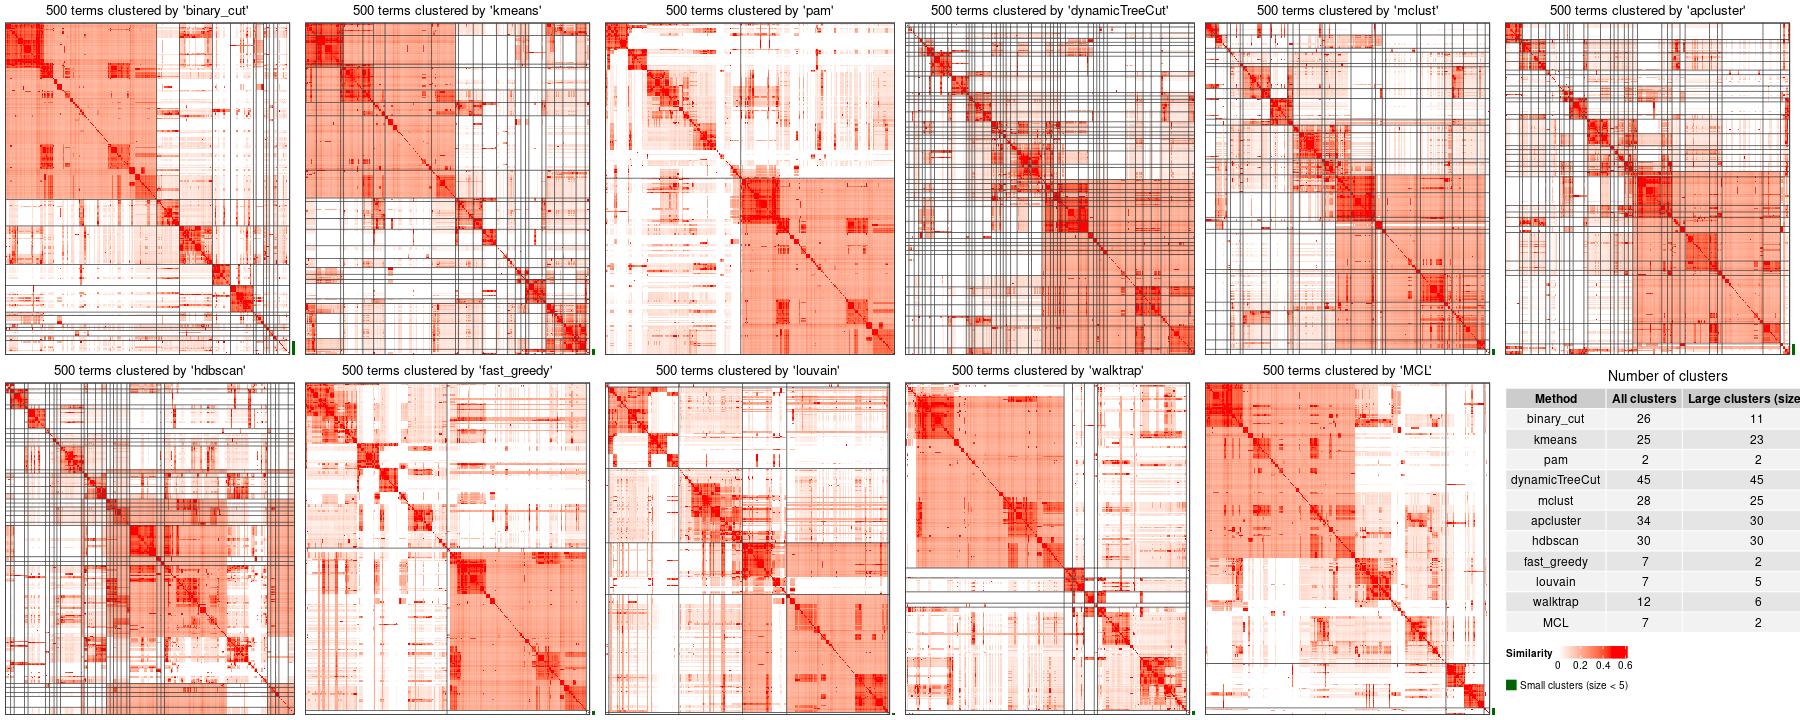 500 terms clustered by 'binary_cut'
500 terms clustered by 'kmeans'
500 terms clustered by 'pam'
500 terms clustered by 'dynamicTreeCut'
500 terms clustered by 'mclust'
500 terms clustered by 'apcluster'
500 terms clustered by 'hdbscan'
500 terms clustered by 'fast_greedy'
500 terms clustered by 'louvain'
500 terms clustered by 'walktrap'
500 terms clustered by 'MCL'
Number of clusters
Method All clusters Large clusters (size
binary_cut 26 11
kmeans 25 23
pam 2 2
dynamicTreeCut 45 45
mclust 28 25
apcluster 34 30
hdbscan 30 30
fast_greedy 7 2
louvain 7 5
walktrap 12 6
MCL 7 2
Similarity
0 0.2 0.4 0.6
Small clusters (size < 5)